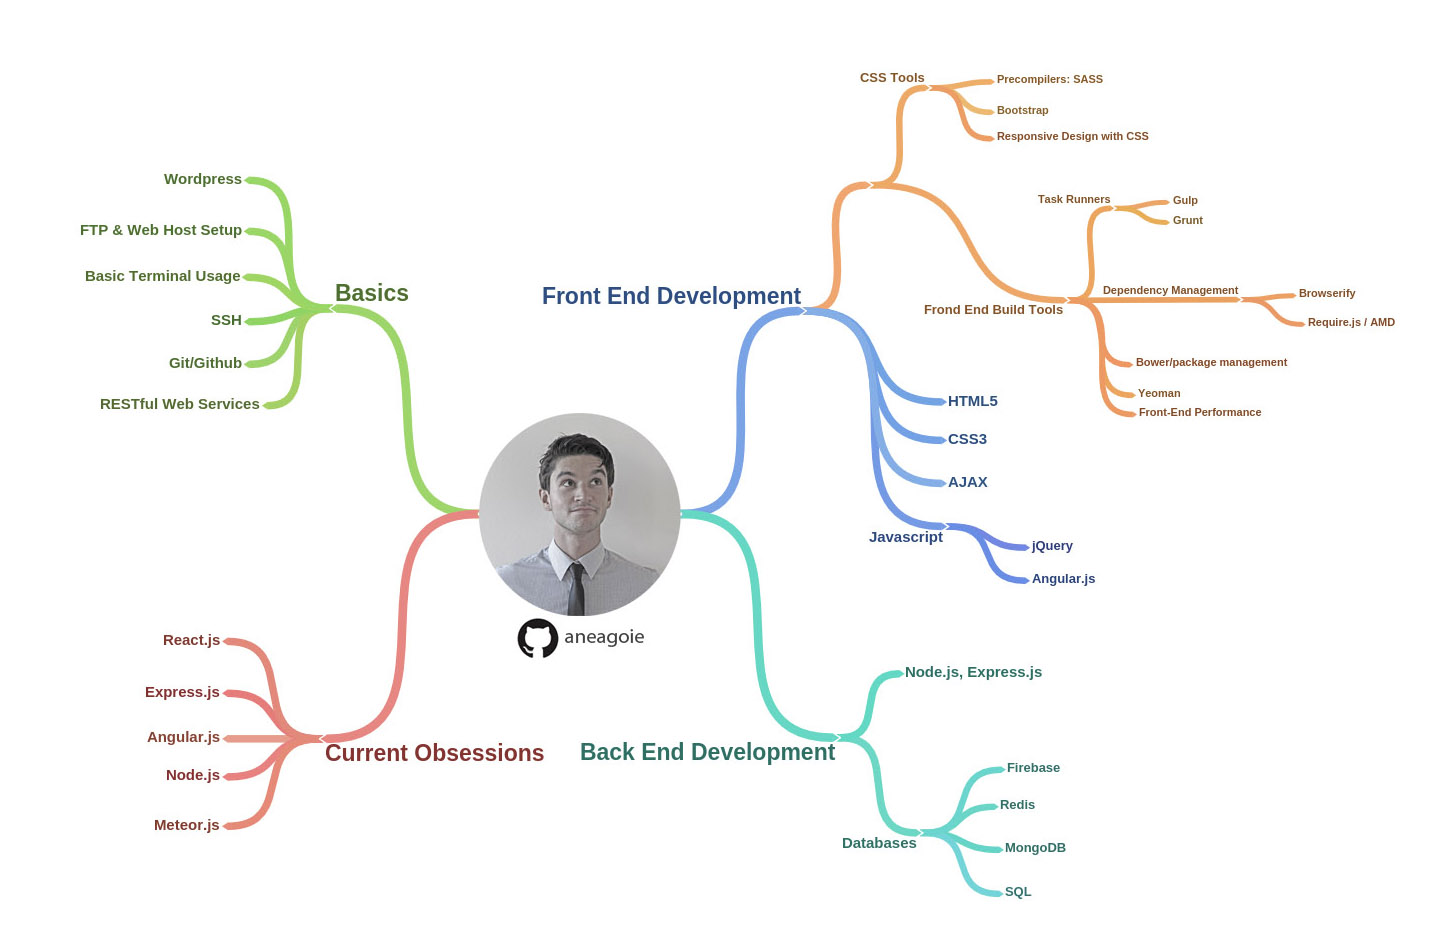 Basics
Wordpress
FTP & Web Host Setup
Basic Terminal Usage
SSH
Git/Github
RESTful Web Services
Front End Development
CSS Tools
Precompilers: SASS
Bootstrap
Responsive Design with CSS
Frond End Build Tools
Task Runners
Gulp
Grunt
Dependency Management
Browserify
Require.js / AMD
Bower/package management
Yeoman
Front-End Performance
HTML5
CSS3
AJAX
Javascript
jQuery
Angular.js
aneagoie
Current Obsessions
React.js
Express.js
Angular.js
Node.js
Meteor.js
Back End Development
Node.js, Express.js
Databases
Firebase
Redis
MongoDB
SQL